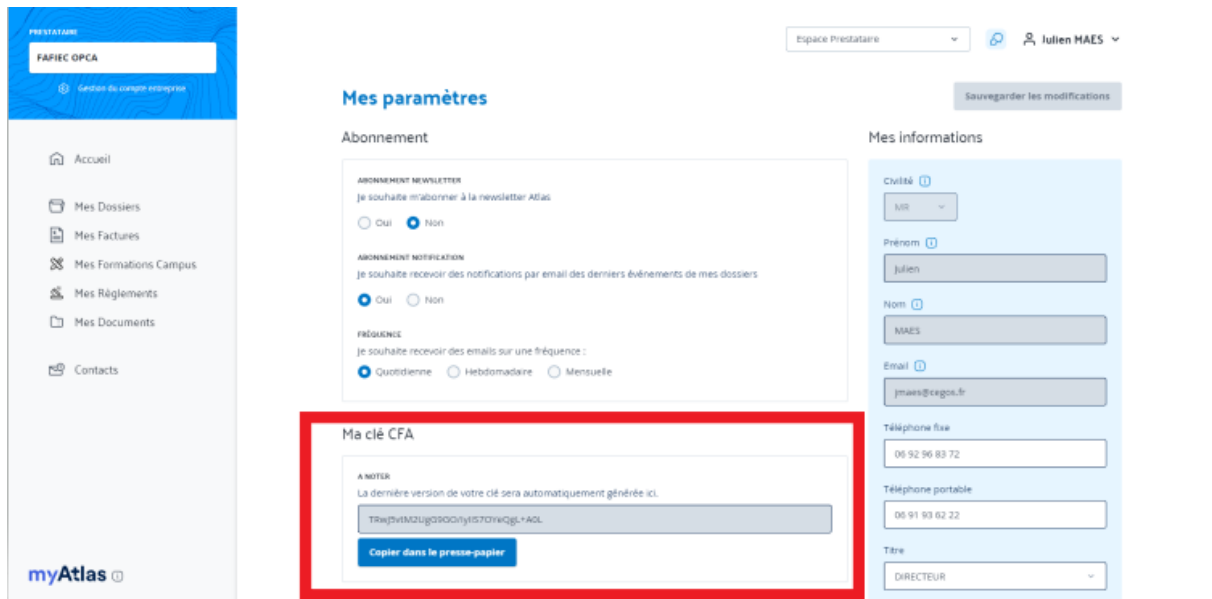 PRESTATAIRE
FAFIEC OPCA
Gestion du compte entreprise
Accueil
Mes Dossiers
Mes Factures
Mes Formations Campus
Mes Règlements
Mes Documents
Contacts
myAtlas
Espace Prestataire
Julien MAES
Mes paramètres
Sauvegarder les modifications
Abonnement
ABONNEMENT NEWSLETTER
Je souhaite m'abonner à la newsletter Atlas
Oui Non
ABONNEMENT NOTIFICATION
Je souhaite recevoir des notifications par email des derniers évènements de mes dossiers
Oui Non
FRÉQUENCE
Je souhaite recevoir des emails sur une fréquence :
Quotidienne Hebdomadaire Mensuelle
Ma clé CFA
A NOTER
La dernière version de votre clé sera automatiquement générée ici.
Copier dans le presse-papier
Mes informations
Civilité
MR
Prénom
Julien
Nom
MAES
Email
jmaes@cegos.fr
Téléphone fixe
06 92 96 83 72
Téléphone portable
06 91 93 62 22
Titre
DIRECTEUR